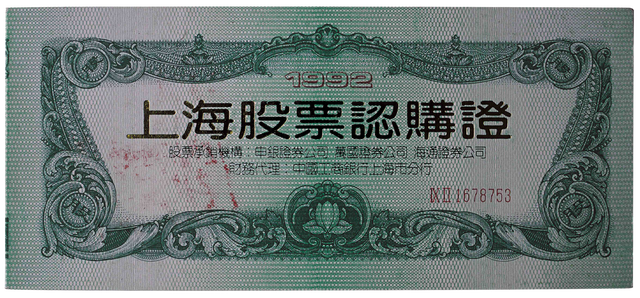 1992
上海股票認購證
股票承銷機構：申銀證券公司 萬國證券公司 海通證券公司
財務代理：中國工商銀行上海市分行
IXII 1678753